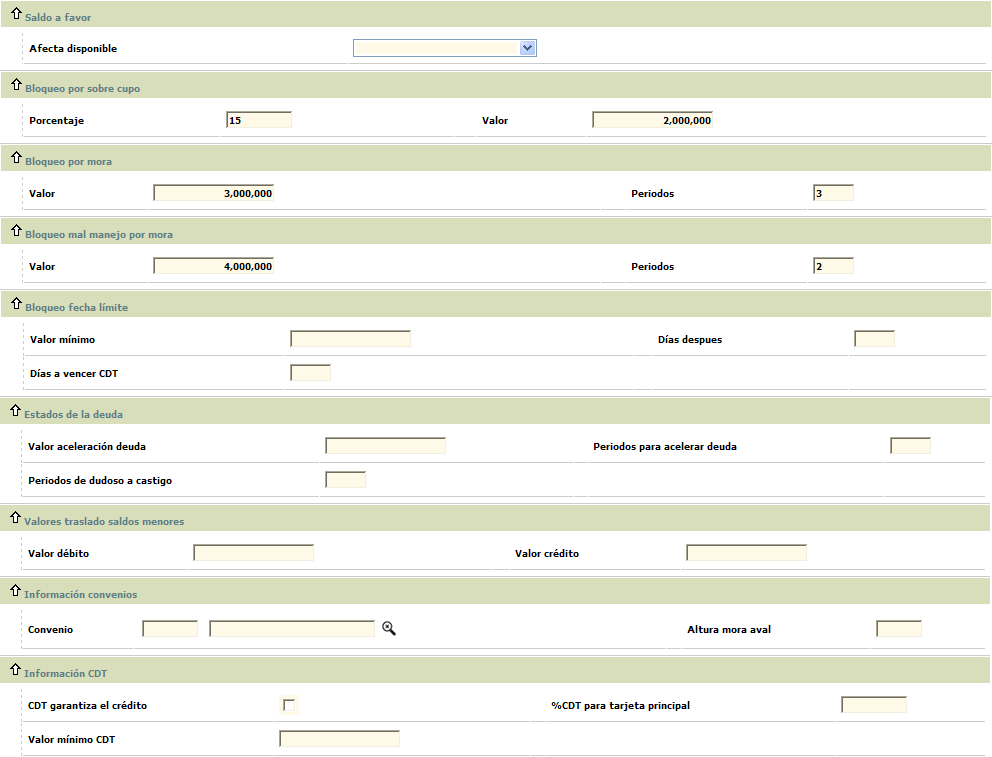 Saldo a favor
Afecta disponible
Bloqueo por sobre cupo
Porcentaje 15 Valor 2,000,000
Bloqueo por mora
Valor 3,000,000 Periodos 3
Bloqueo mal manejo por mora
Valor 4,000,000 Periodos 2
Bloqueo fecha límite
Valor mínimo Días despues
Días a vencer CDT
Estados de la deuda
Valor aceleración deuda Periodos para acelerar deuda
Periodos de dudoso a castigo
Valores traslado saldos menores
Valor débito Valor crédito
Información convenios
Convenio Altura mora aval
Información CDT
CDT garantiza el crédito %CDT para tarjeta principal
Valor mínimo CDT